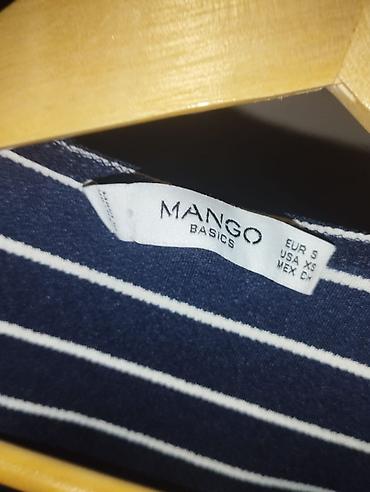 MANGO
BASICS
EUR S
USA XS
MEX CH